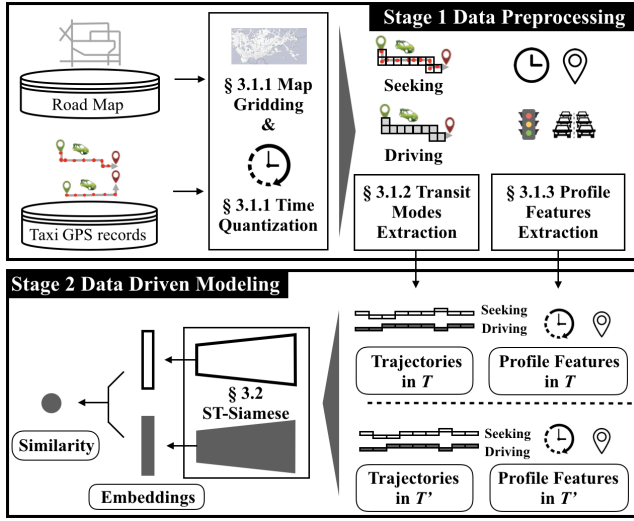 Stage 1 Data Preprocessing
Road Map
Taxi GPS records
§ 3.1.1 Map
Gridding
&
§ 3.1.1 Time
Quantization
Seeking
Driving
§ 3.1.2 Transit
Modes
Extraction
§ 3.1.3 Profile
Features
Extraction
Stage 2 Data Driven Modeling
Similarity
Embeddings
§ 3.2
ST-Siamese
Seeking
Driving
Trajectories
in T
Profile Features
in T
Seeking
Driving
Trajectories
in T’
Profile Features
in T’